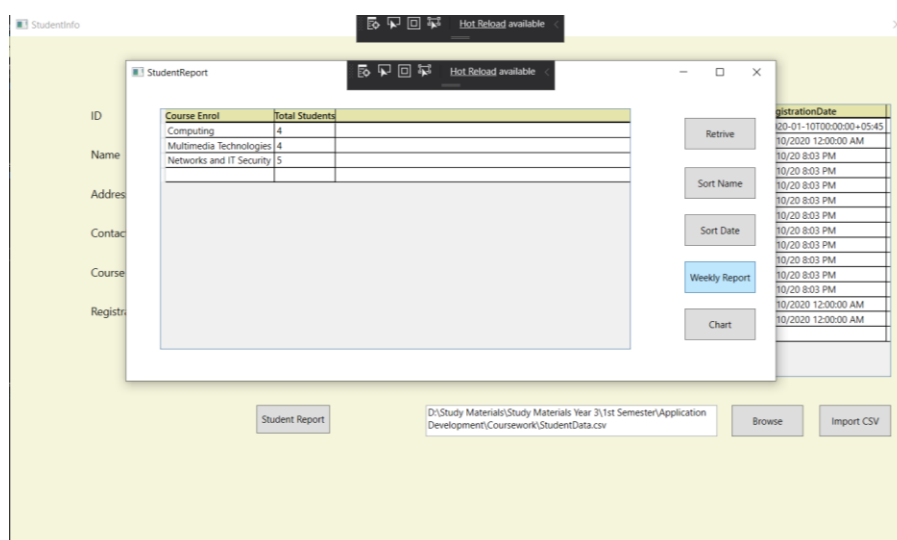 StudentInfo
Hot Reload available
StudentReport
Hot Reload available
ID
Name
Addres
Contac
Course
Registr
Course Enrol Total Students
Computing 4
Multimedia Technologies 4
Networks and IT Security 5
Retrive
Sort Name
Sort Date
Weekly Report
Chart
gistrationDate
20-01-10T00:00:00+05:45
10/2020 12:00:00 AM
10/20 8:03 PM
10/20 8:03 PM
10/20 8:03 PM
10/20 8:03 PM
10/20 8:03 PM
10/20 8:03 PM
10/20 8:03 PM
10/20 8:03 PM
10/20 8:03 PM
10/20 8:03 PM
10/2020 12:00:00 AM
10/2020 12:00:00 AM
Student Report
D:\Study Materials\Study Materials Year 3\1st Semester\Application
Development\Coursework\StudentData.csv
Browse
Import CSV